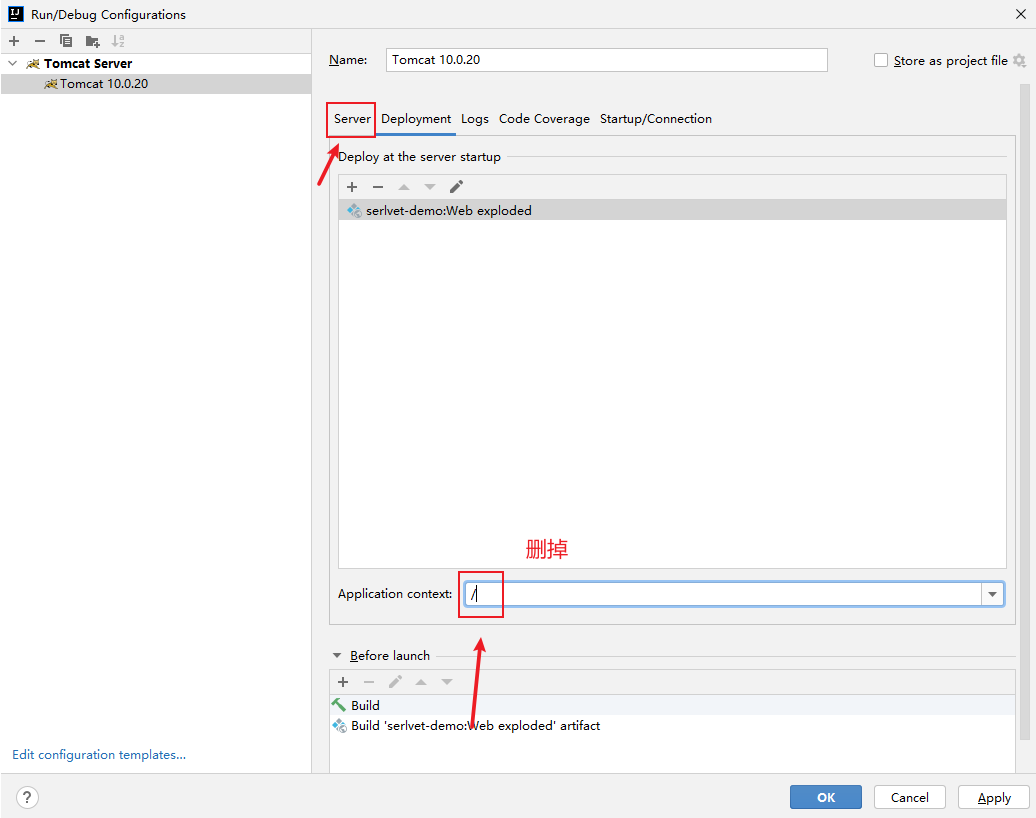 Run/Debug Configurations
Tomcat Server
Tomcat 10.0.20
Edit configuration templates...
Name: Tomcat 10.0.20
Store as project file
Server Deployment Logs Code Coverage Startup/Connection
Deploy at the server startup
serlvet-demo:Web exploded
删掉
Application context: /
Before launch
Build
Build 'serlvet-demo:Web exploded' artifact
? OK Cancel Apply